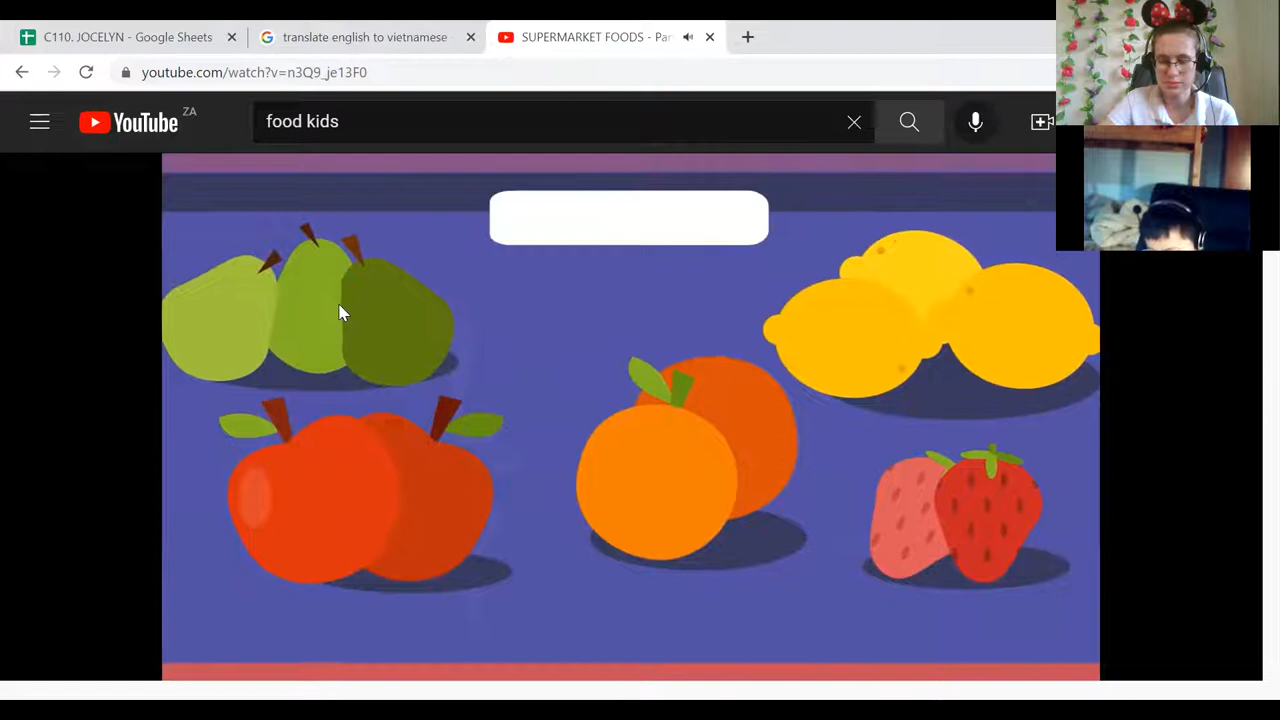 C110. JOCELYN - Google Sheets
translate english to vietnamese
SUPERMARKET FOODS - Par
youtube.com/watch?v=n3Q9_je13F0
YouTube ZA
food kids